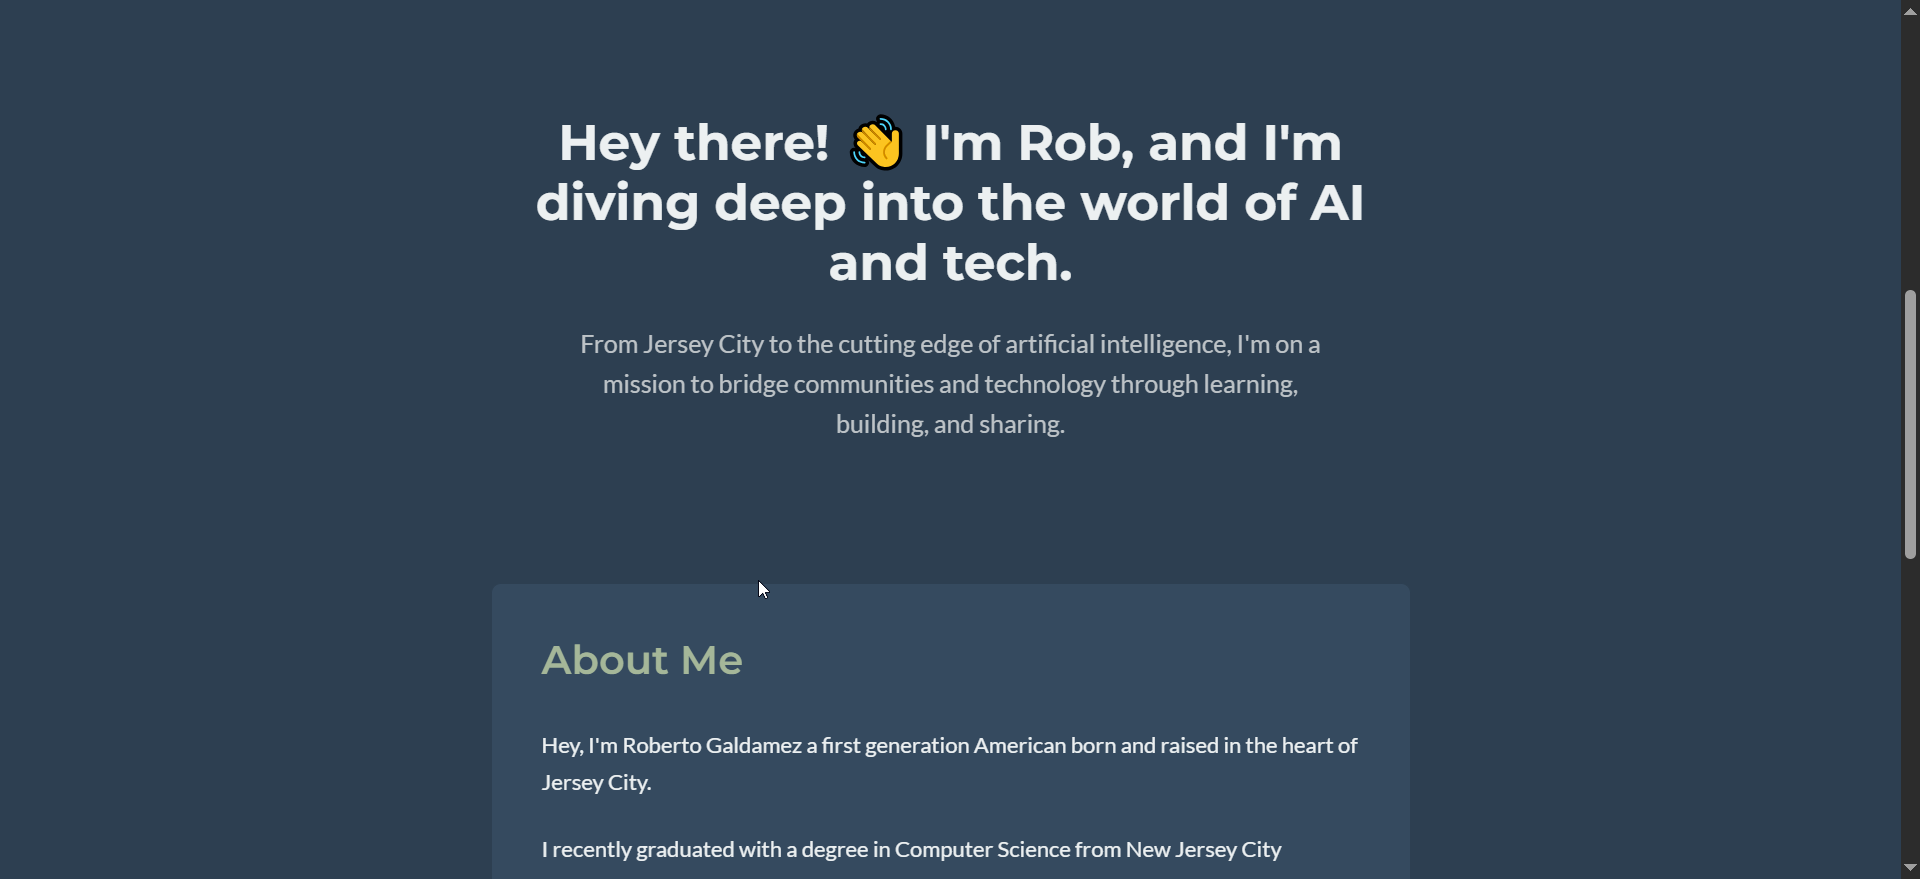 Hey there! 👋 I'm Rob, and I'm
diving deep into the world of AI
and tech.
From Jersey City to the cutting edge of artificial intelligence, I'm on a
mission to bridge communities and technology through learning,
building, and sharing.
About Me
Hey, I'm Roberto Galdamez a first generation American born and raised in the heart of
Jersey City.
I recently graduated with a degree in Computer Science from New Jersey City